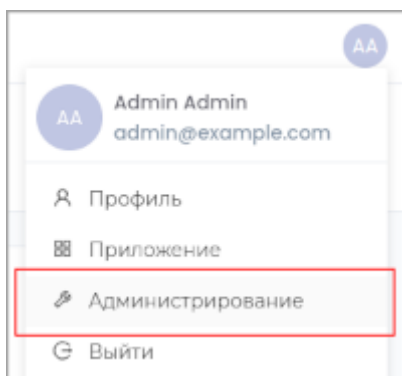 AA
AA
Admin Admin
admin@example.com
Профиль
Приложение
Администрирование
Выйти